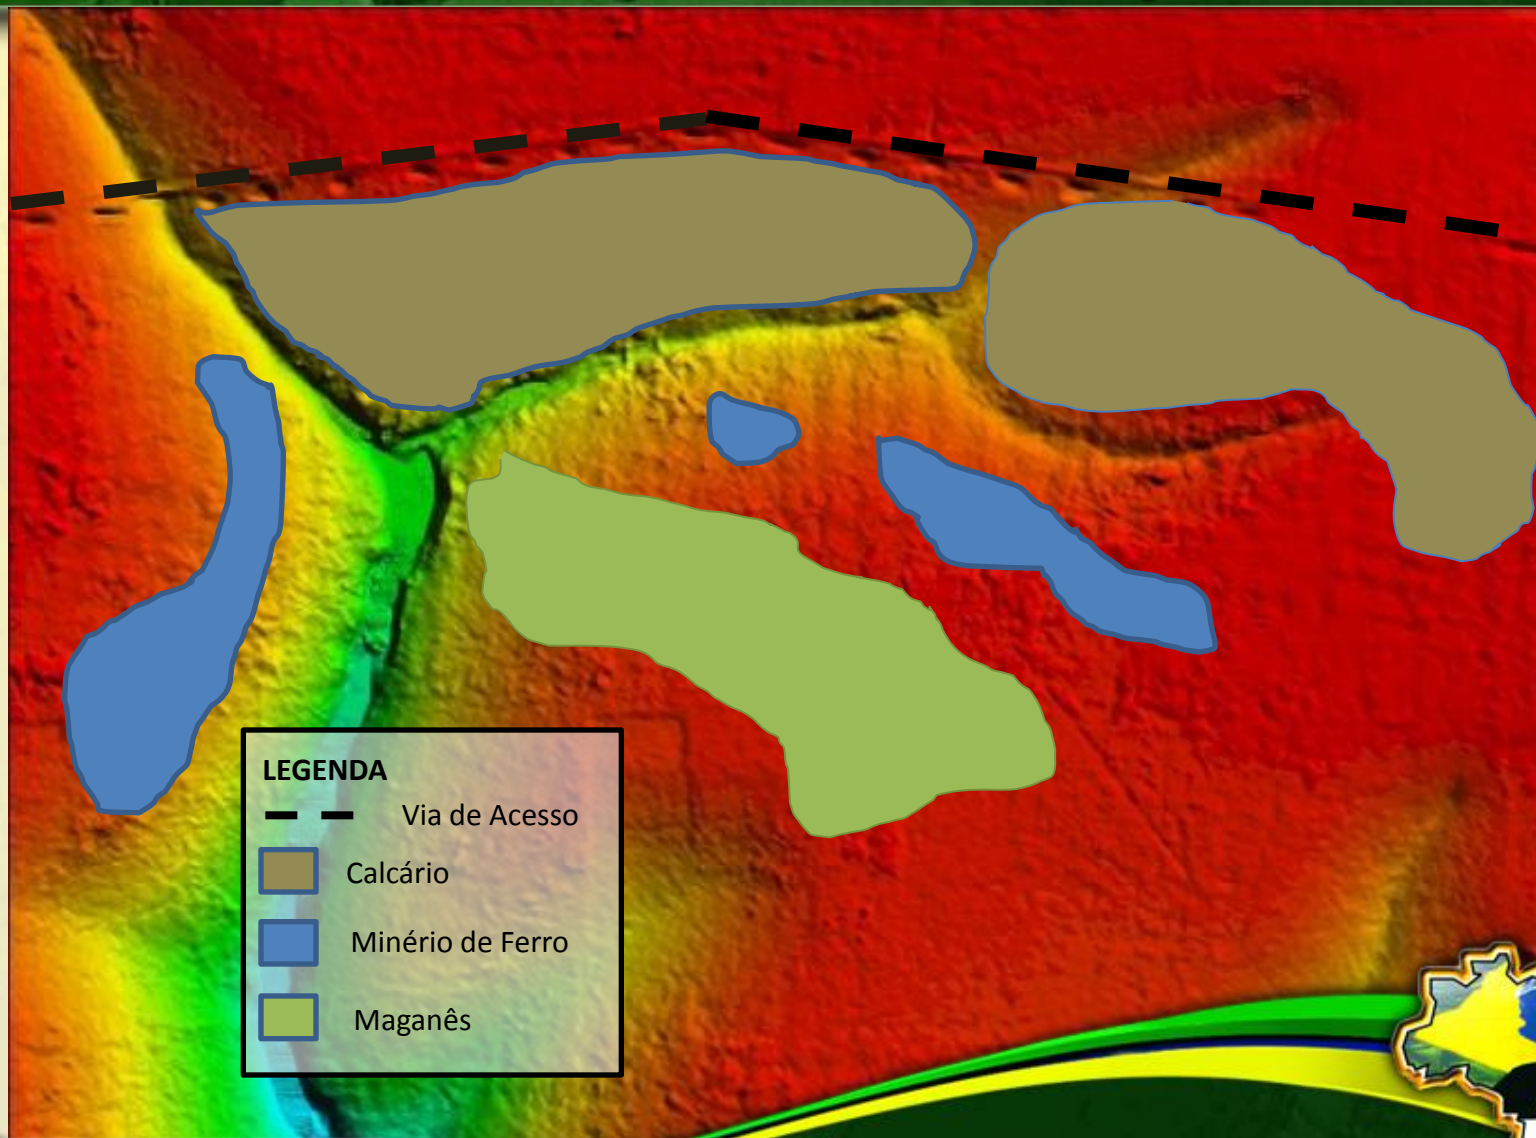 LEGENDA
Via de Acesso
Calcário
Minério de Ferro
Maganês